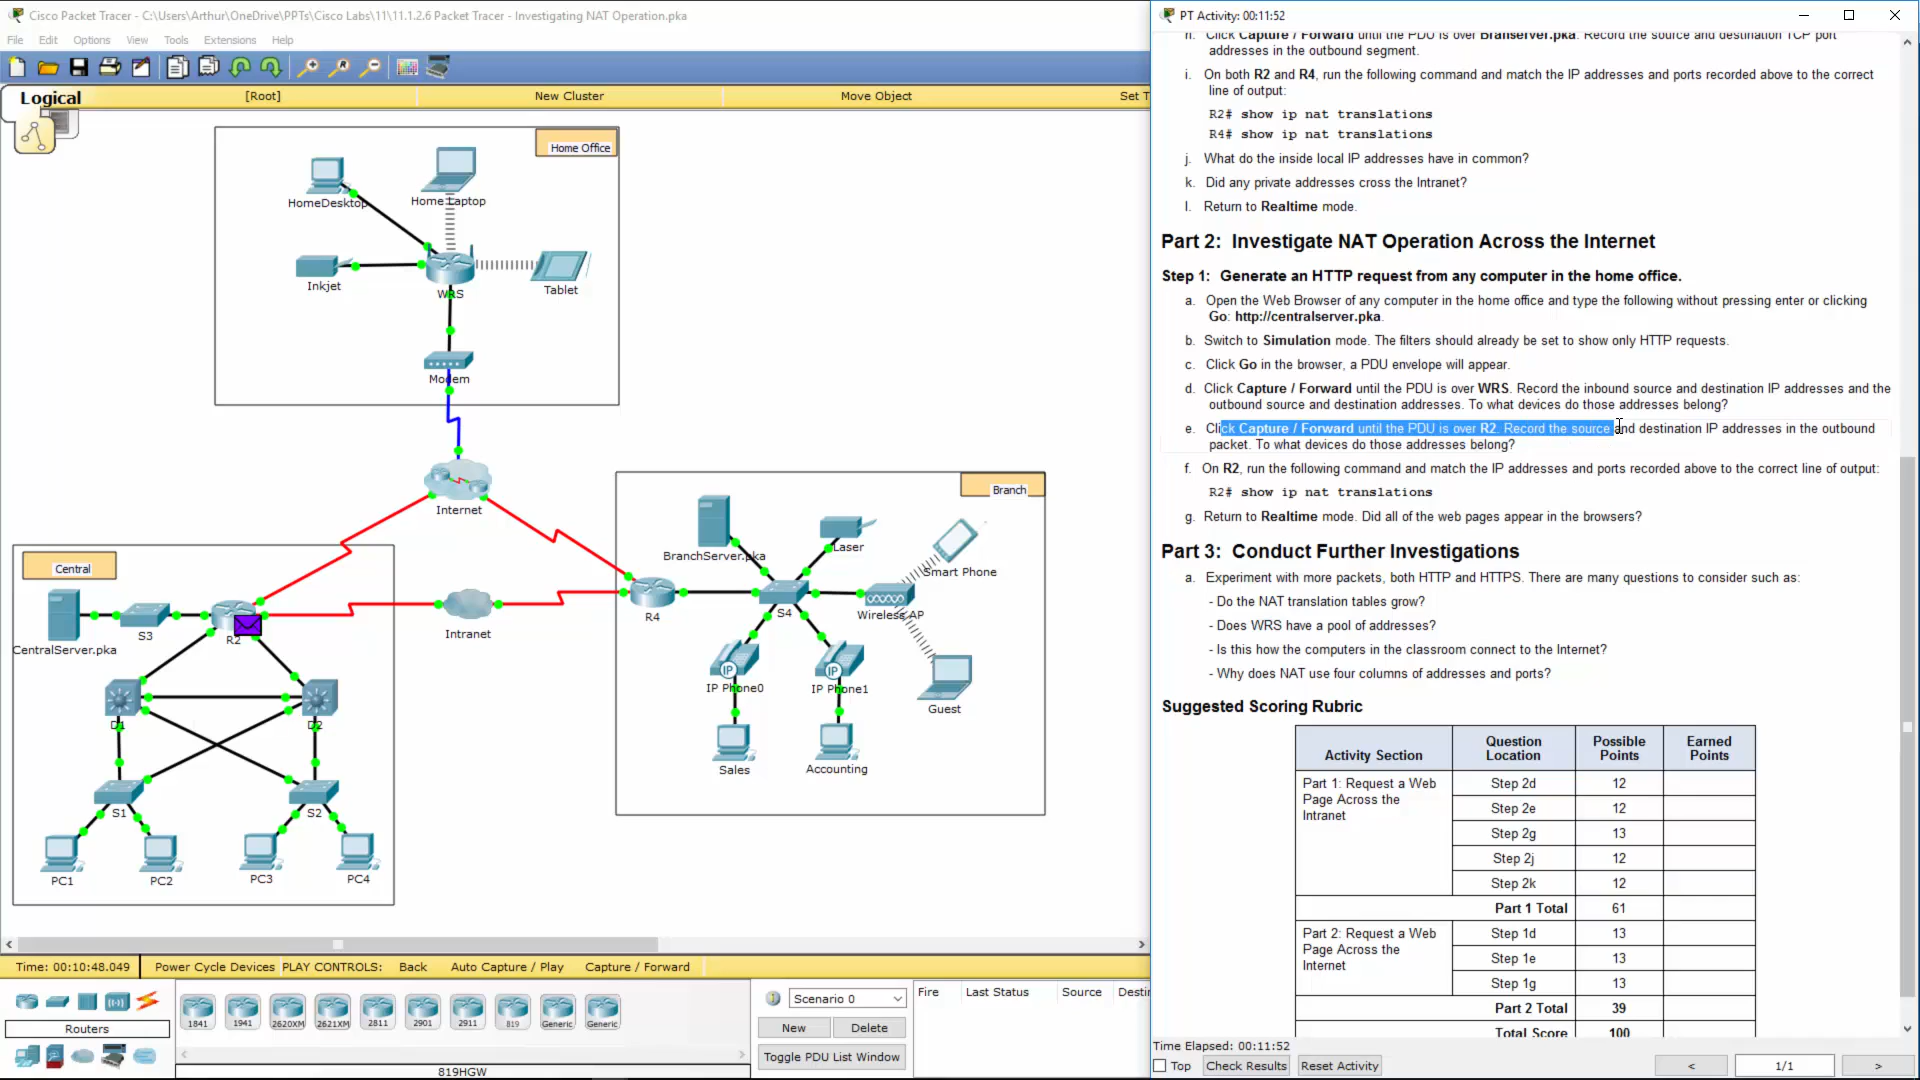 Cisco Packet Tracer - C:\Users\Arthur\OneDrive\PPTs\Cisco Labs\11\11.1.2.6 Packet Tracer - Investigating NAT Operation.pka
File Edit Options View Tools Extensions Help
Logical [Root] New Cluster Move Object Set T
Home Office
HomeDesktop
Home Laptop
Inkjet
WRS
Tablet
Modem
Internet
Branch
BranchServer.pka
Laser
Smart Phone
Central
CentralServer.pka
S3
R2
Intranet
R4
S4
Wireless AP
IP
IP Phone0
IP
IP Phone1
Guest
D1
D2
Sales
Accounting
S1
S2
PC1
PC2
PC3
PC4
Time: 00:10:48.049 Power Cycle Devices PLAY CONTROLS: Back Auto Capture / Play Capture / Forward
Routers
1841 1941 2620XM 2621XM 2811 2901 2911 819 Generic Generic
819HGW
Scenario 0
New Delete
Toggle PDU List Window
Fire Last Status Source Destin
PT Activity: 00:11:52
h. Click Capture / Forward until the PDU is over Branserver.pka. Record the source and destination TCP port
addresses in the outbound segment.
i. On both R2 and R4, run the following command and match the IP addresses and ports recorded above to the correct
line of output:
R2# show ip nat translations
R4# show ip nat translations
j. What do the inside local IP addresses have in common?
k. Did any private addresses cross the Intranet?
l. Return to Realtime mode.
Part 2: Investigate NAT Operation Across the Internet
Step 1: Generate an HTTP request from any computer in the home office.
a. Open the Web Browser of any computer in the home office and type the following without pressing enter or clicking
Go: http://centralserver.pka.
b. Switch to Simulation mode. The filters should already be set to show only HTTP requests.
c. Click Go in the browser, a PDU envelope will appear.
d. Click Capture / Forward until the PDU is over WRS. Record the inbound source and destination IP addresses and the
outbound source and destination addresses. To what devices do those addresses belong?
e. Click Capture / Forward until the PDU is over R2. Record the source and destination IP addresses in the outbound
packet. To what devices do those addresses belong?
f. On R2, run the following command and match the IP addresses and ports recorded above to the correct line of output:
R2# show ip nat translations
g. Return to Realtime mode. Did all of the web pages appear in the browsers?
Part 3: Conduct Further Investigations
a. Experiment with more packets, both HTTP and HTTPS. There are many questions to consider such as:
- Do the NAT translation tables grow?
- Does WRS have a pool of addresses?
- Is this how the computers in the classroom connect to the Internet?
- Why does NAT use four columns of addresses and ports?
Suggested Scoring Rubric
Activity Section Question Location Possible Points Earned Points
Part 1: Request a Web Page Across the Intranet Step 2d 12
Step 2e 12
Step 2g 13
Step 2j 12
Step 2k 12
Part 1 Total 61
Part 2: Request a Web Page Across the Internet Step 1d 13
Step 1e 13
Step 1g 13
Part 2 Total 39
Total Score 100
Time Elapsed: 00:11:52
Top Check Results Reset Activity < 1/1 >